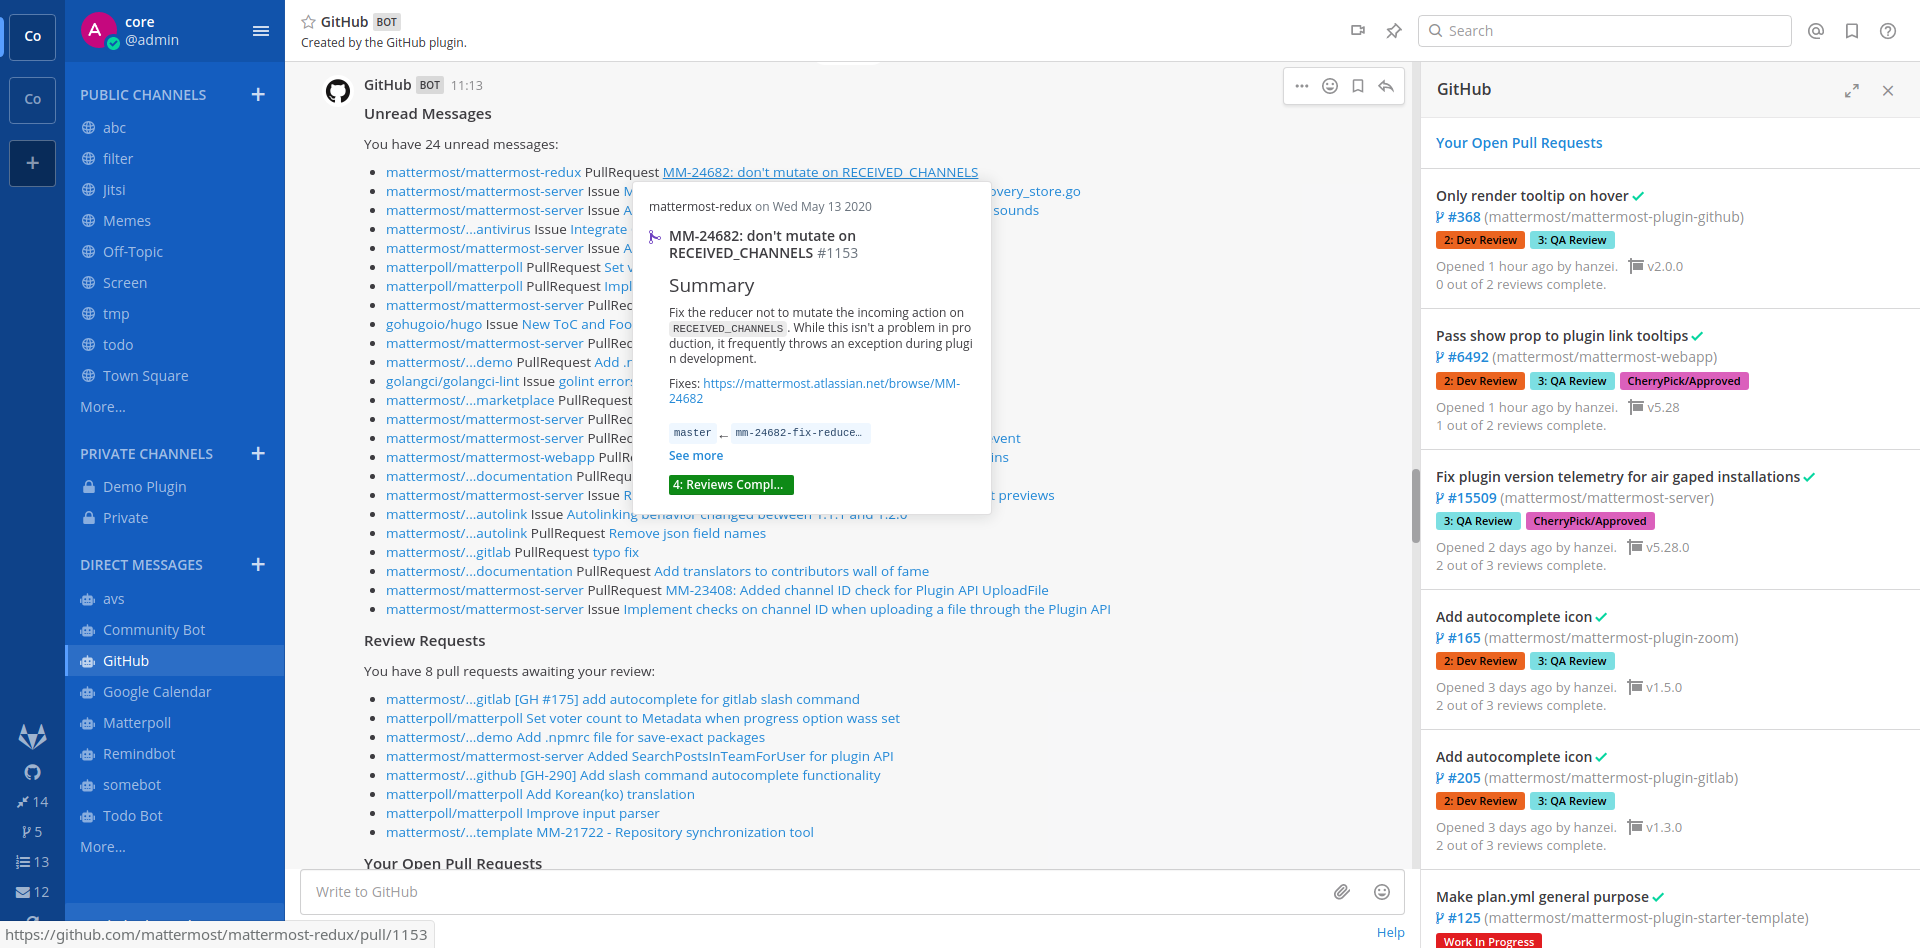 Co
Co
+
14
5
13
12
A
core
@admin
PUBLIC CHANNELS
abc
filter
Jitsi
Memes
Off-Topic
Screen
tmp
todo
Town Square
More...
PRIVATE CHANNELS
Demo Plugin
Private
DIRECT MESSAGES
avs
Community Bot
GitHub
Google Calendar
Matterpoll
Remindbot
somebot
Todo Bot
More...
GitHub BOT
Created by the GitHub plugin.
Search
GitHub BOT 11:13
Unread Messages
You have 24 unread messages:
mattermost/mattermost-redux PullRequest MM-24682: don't mutate on RECEIVED_CHANNELS
mattermost/mattermost-server Issue M overy_store.go
mattermost/mattermost-server Issue A sounds
mattermost/...antivirus Issue Integrate
mattermost/mattermost-server Issue A
matterpoll/matterpoll PullRequest Set v
matterpoll/matterpoll PullRequest Impl
mattermost/mattermost-server PullRec
gohugoio/hugo Issue New ToC and Foo
mattermost/mattermost-server PullRec
mattermost/...demo PullRequest Add .r
golangci/golangci-lint Issue golint errors
mattermost/...marketplace PullRequest
mattermost/mattermost-server PullRec
mattermost/mattermost-server PullRec event
mattermost/mattermost-webapp PullRe ins
mattermost/...documentation PullRequ
mattermost/mattermost-server Issue R t previews
mattermost/...autolink Issue Autolinking behavior changed between 1.1.1 and 1.2.0
mattermost/...autolink PullRequest Remove json field names
mattermost/...gitlab PullRequest typo fix
mattermost/...documentation PullRequest Add translators to contributors wall of fame
mattermost/mattermost-server PullRequest MM-23408: Added channel ID check for Plugin API UploadFile
mattermost/mattermost-server Issue Implement checks on channel ID when uploading a file through the Plugin API
mattermost-redux on Wed May 13 2020
MM-24682: don't mutate on
RECEIVED_CHANNELS #1153
Summary
Fix the reducer not to mutate the incoming action on
RECEIVED_CHANNELS. While this isn't a problem in pro
duction, it frequently throws an exception during plugi
n development.
Fixes: https://mattermost.atlassian.net/browse/MM-
24682
master ← mm-24682-fix-reduce…
See more
4: Reviews Compl...
Review Requests
You have 8 pull requests awaiting your review:
mattermost/...gitlab [GH #175] add autocomplete for gitlab slash command
matterpoll/matterpoll Set voter count to Metadata when progress option wass set
mattermost/...demo Add .npmrc file for save-exact packages
mattermost/mattermost-server Added SearchPostsInTeamForUser for plugin API
mattermost/...github [GH-290] Add slash command autocomplete functionality
matterpoll/matterpoll Add Korean(ko) translation
matterpoll/matterpoll Improve input parser
mattermost/...template MM-21722 - Repository synchronization tool
Your Open Pull Requests
Write to GitHub
Help
https://github.com/mattermost/mattermost-redux/pull/1153
GitHub
Your Open Pull Requests
Only render tooltip on hover
#368 (mattermost/mattermost-plugin-github)
2: Dev Review 3: QA Review
Opened 1 hour ago by hanzei. v2.0.0
0 out of 2 reviews complete.
Pass show prop to plugin link tooltips
#6492 (mattermost/mattermost-webapp)
2: Dev Review 3: QA Review CherryPick/Approved
Opened 1 hour ago by hanzei. v5.28
1 out of 2 reviews complete.
Fix plugin version telemetry for air gaped installations
#15509 (mattermost/mattermost-server)
3: QA Review CherryPick/Approved
Opened 2 days ago by hanzei. v5.28.0
2 out of 3 reviews complete.
Add autocomplete icon
#165 (mattermost/mattermost-plugin-zoom)
2: Dev Review 3: QA Review
Opened 3 days ago by hanzei. v1.5.0
2 out of 3 reviews complete.
Add autocomplete icon
#205 (mattermost/mattermost-plugin-gitlab)
2: Dev Review 3: QA Review
Opened 3 days ago by hanzei. v1.3.0
2 out of 3 reviews complete.
Make plan.yml general purpose
#125 (mattermost/mattermost-plugin-starter-template)
Work In Progress